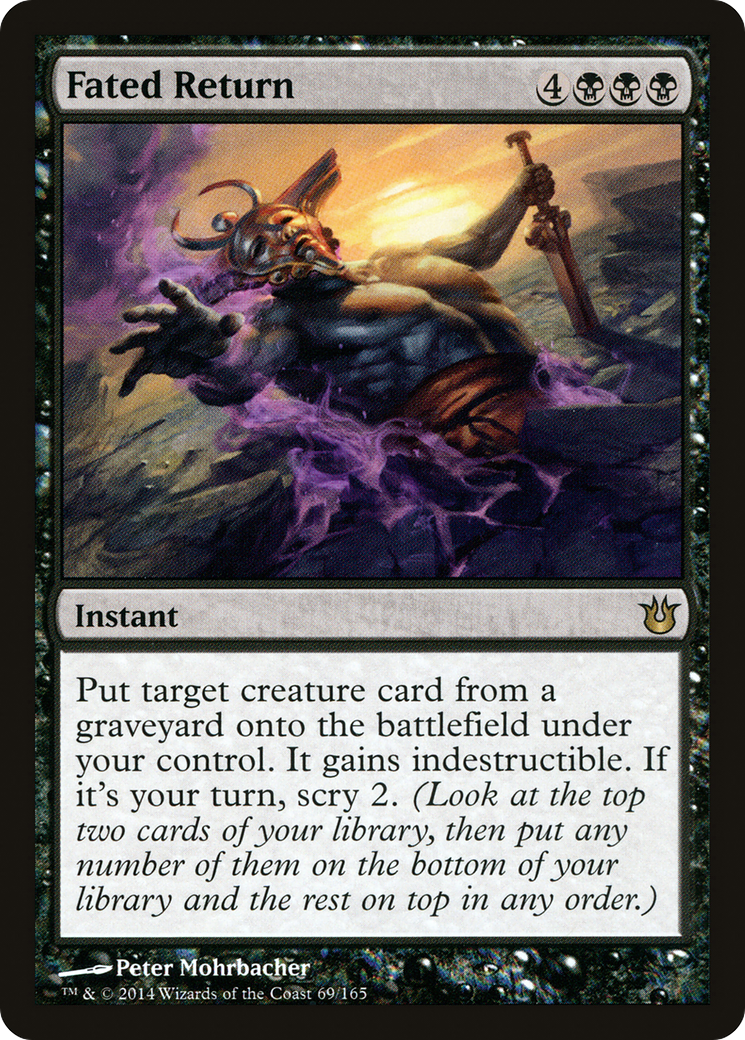 Fated Return
4
Instant
Put target creature card from a
graveyard onto the battlefield under
your control. It gains indestructible. If
it's your turn, scry 2. (Look at the top
two cards of your library, then put any
number of them on the bottom of your
library and the rest on top in any order.)
Peter Mohrbacher
™ & © 2014 Wizards of the Coast 69/165